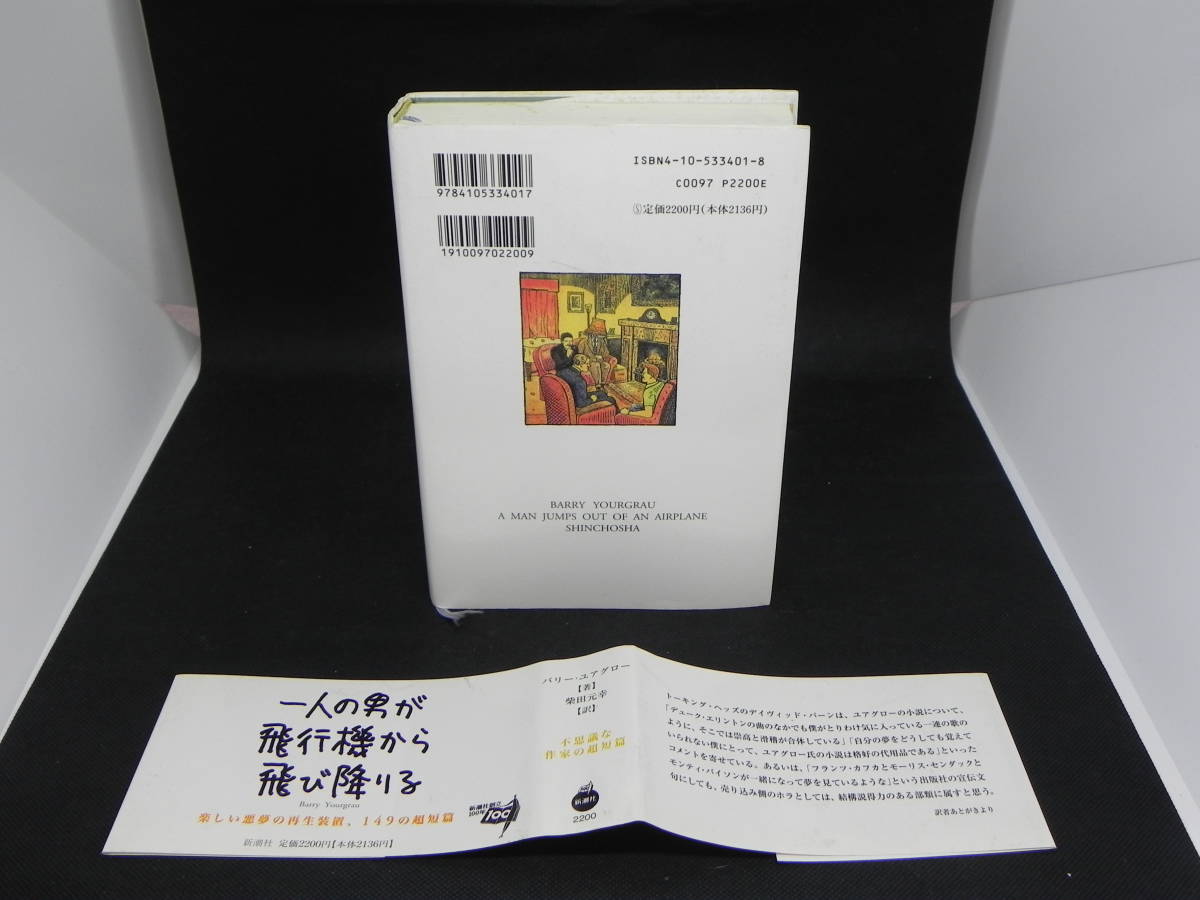 ISBN4-10-533401-8
C0097 P2200E
Ⓢ定価2200円(本体2136円)
9784105334017
1910097022009
BARRY YOURGRAU
A MAN JUMPS OUT OF AN AIRPLANE
SHINCHOSHA
一人の男が
飛行機から
飛び降りる
Barry Yourgrau
楽しい悪夢の再生装置、149の超短篇
新潮社 定価2200円【本体2136円】
新潮社創立
100年
100
バリー・ユアグロー
【著】
柴田元幸
【訳】
不思議な
作家の超短篇
新潮社
2200
トーキング・ヘッズのデイヴィッド・バーンは、ユアグローの小説について、
「デューク・エリントンの曲のなかでも僕がとりわけ気に入っている一連の歌の
ように、そこでは崇高と滑稽が合体している」「自分の夢をどうしても覚えて
いられない僕にとって、ユアグロー氏の小説は格好の代用品である」といった
コメントを寄せている。あるいは、「フランツ・カフカとモーリス・センダックと
モンティ・パイソンが一緒になって夢を見ているような」という出版社の宣伝文
句にしても、売り込み側のホラとしては、結構説得力のある部類に属すと思う。
訳者あとがきより